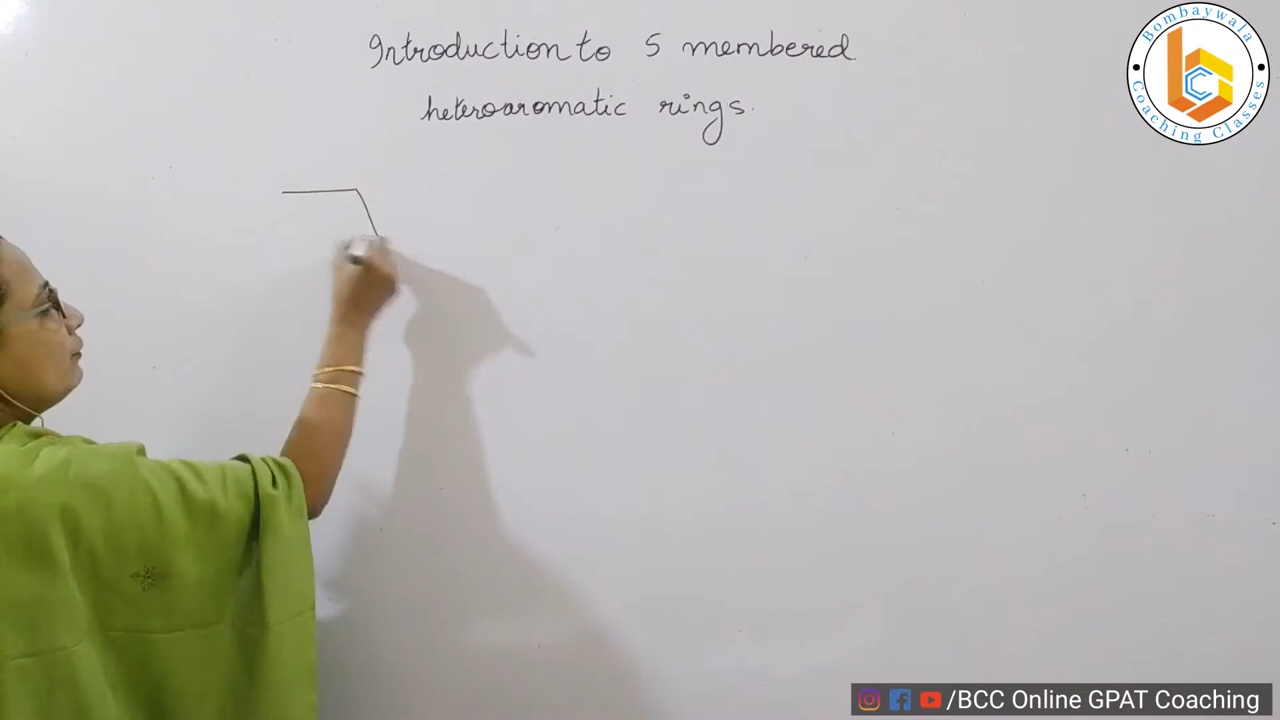 Introduction to 5 membered
heteroaromatic rings.
Bombaywala
Coaching Classes
/BCC Online GPAT Coaching